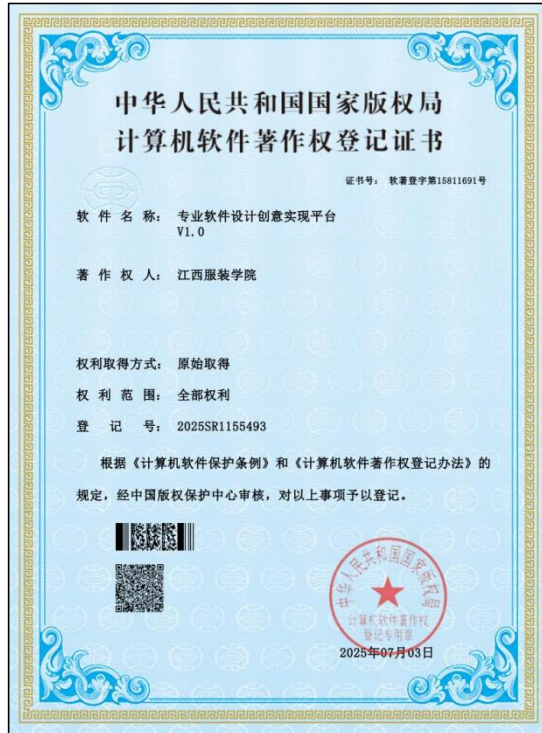 中华人民共和国国家版权局
计算机软件著作权登记证书
证书号： 软著登字第15811691号
软 件 名 称： 专业软件设计创意实现平台
V1.0
著 作 权 人： 江西服装学院
权利取得方式： 原始取得
权 利 范 围： 全部权利
登 记 号： 2025SR1155493
根据《计算机软件保护条例》和《计算机软件著作权登记办法》的
规定，经中国版权保护中心审核，对以上事项予以登记。
中华人民共和国国家版权局
计算机软件著作权
登记专用章
2025年07月03日